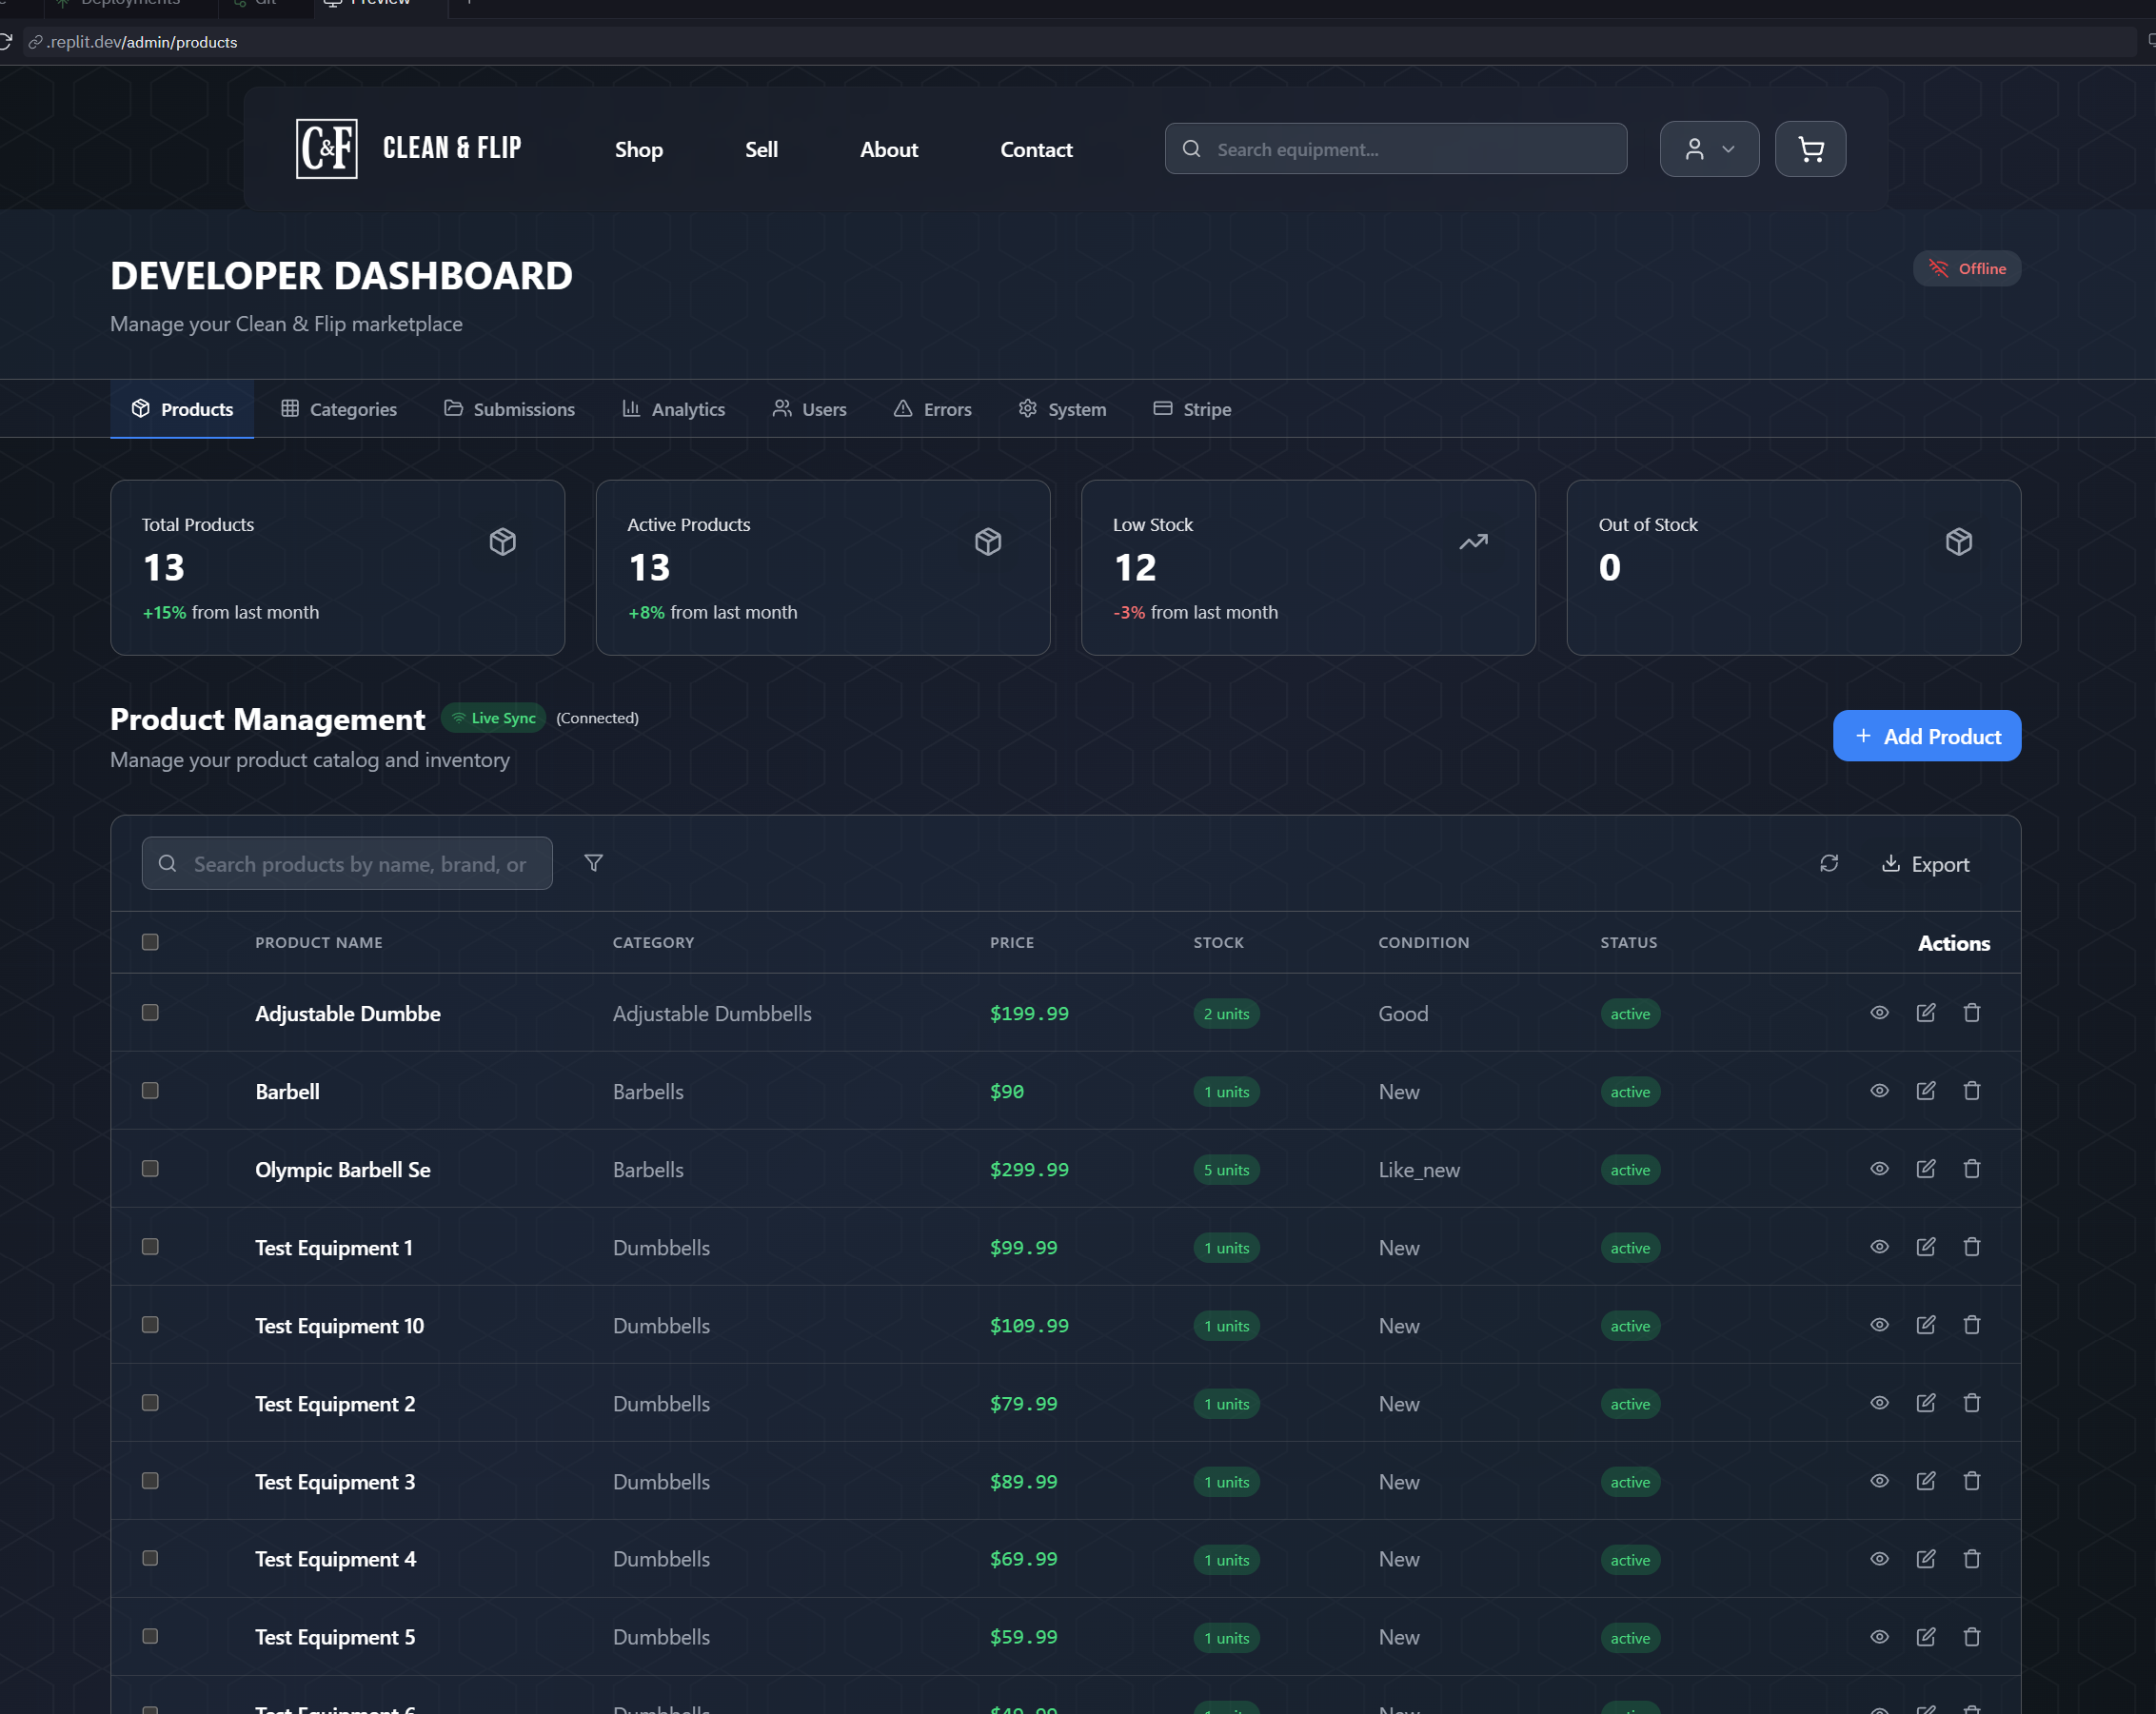 Deployments Git Preview +
.replit.dev/admin/products
C&F CLEAN & FLIP Shop Sell About Contact Search equipment...
DEVELOPER DASHBOARD Offline
Manage your Clean & Flip marketplace
Products Categories Submissions Analytics Users Errors System Stripe
Total Products Active Products Low Stock Out of Stock
13 13 12 0
+15% from last month +8% from last month -3% from last month
Product Management Live Sync (Connected)
Manage your product catalog and inventory
+ Add Product
Search products by name, brand, or Export
PRODUCT NAME CATEGORY PRICE STOCK CONDITION STATUS Actions
Adjustable Dumbbe Adjustable Dumbbells $199.99 2 units Good active
Barbell Barbells $90 1 units New active
Olympic Barbell Se Barbells $299.99 5 units Like_new active
Test Equipment 1 Dumbbells $99.99 1 units New active
Test Equipment 10 Dumbbells $109.99 1 units New active
Test Equipment 2 Dumbbells $79.99 1 units New active
Test Equipment 3 Dumbbells $89.99 1 units New active
Test Equipment 4 Dumbbells $69.99 1 units New active
Test Equipment 5 Dumbbells $59.99 1 units New active
Test Equipment 6 Dumbbells $49.99 1 units New active